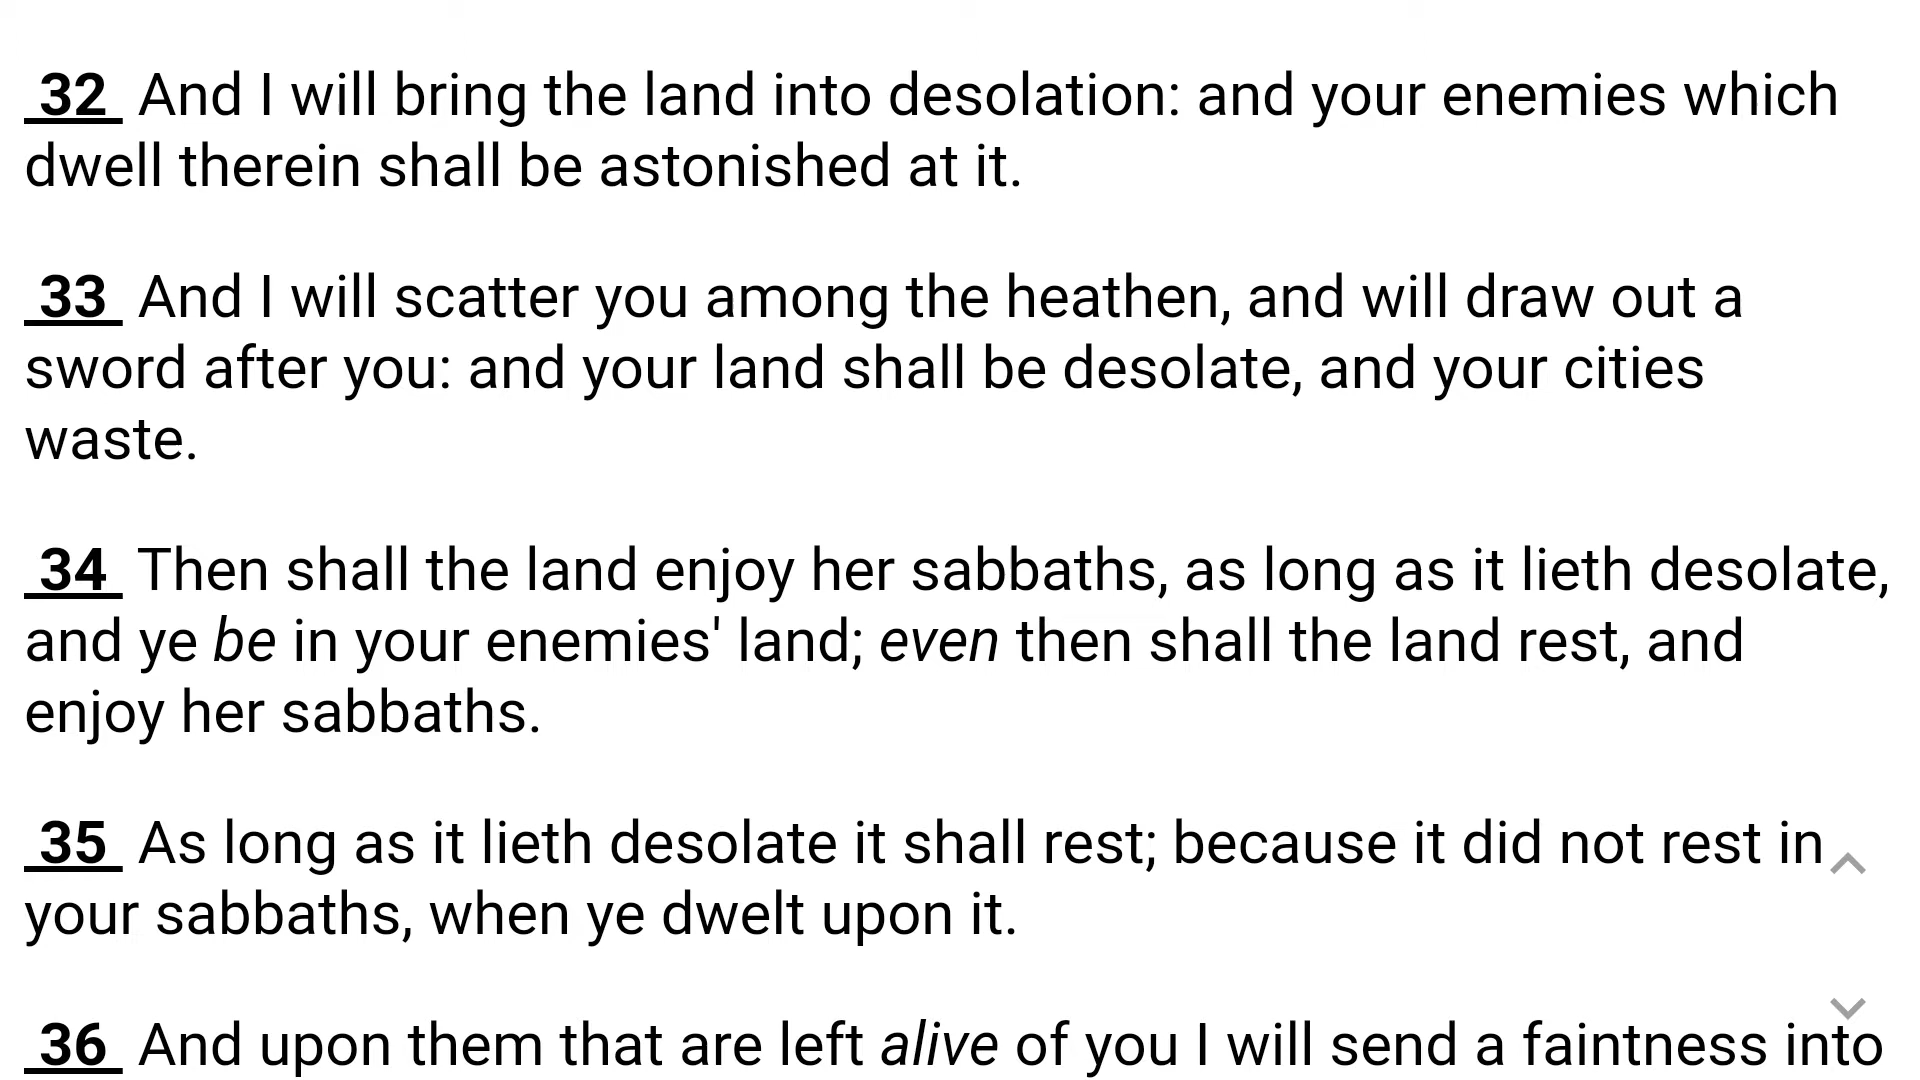 32 And I will bring the land into desolation: and your enemies which
dwell therein shall be astonished at it.
33 And I will scatter you among the heathen, and will draw out a
sword after you: and your land shall be desolate, and your cities
waste.
34 Then shall the land enjoy her sabbaths, as long as it lieth desolate,
and ye be in your enemies' land; even then shall the land rest, and
enjoy her sabbaths.
35 As long as it lieth desolate it shall rest; because it did not rest in
your sabbaths, when ye dwelt upon it.
36 And upon them that are left alive of you I will send a faintness into